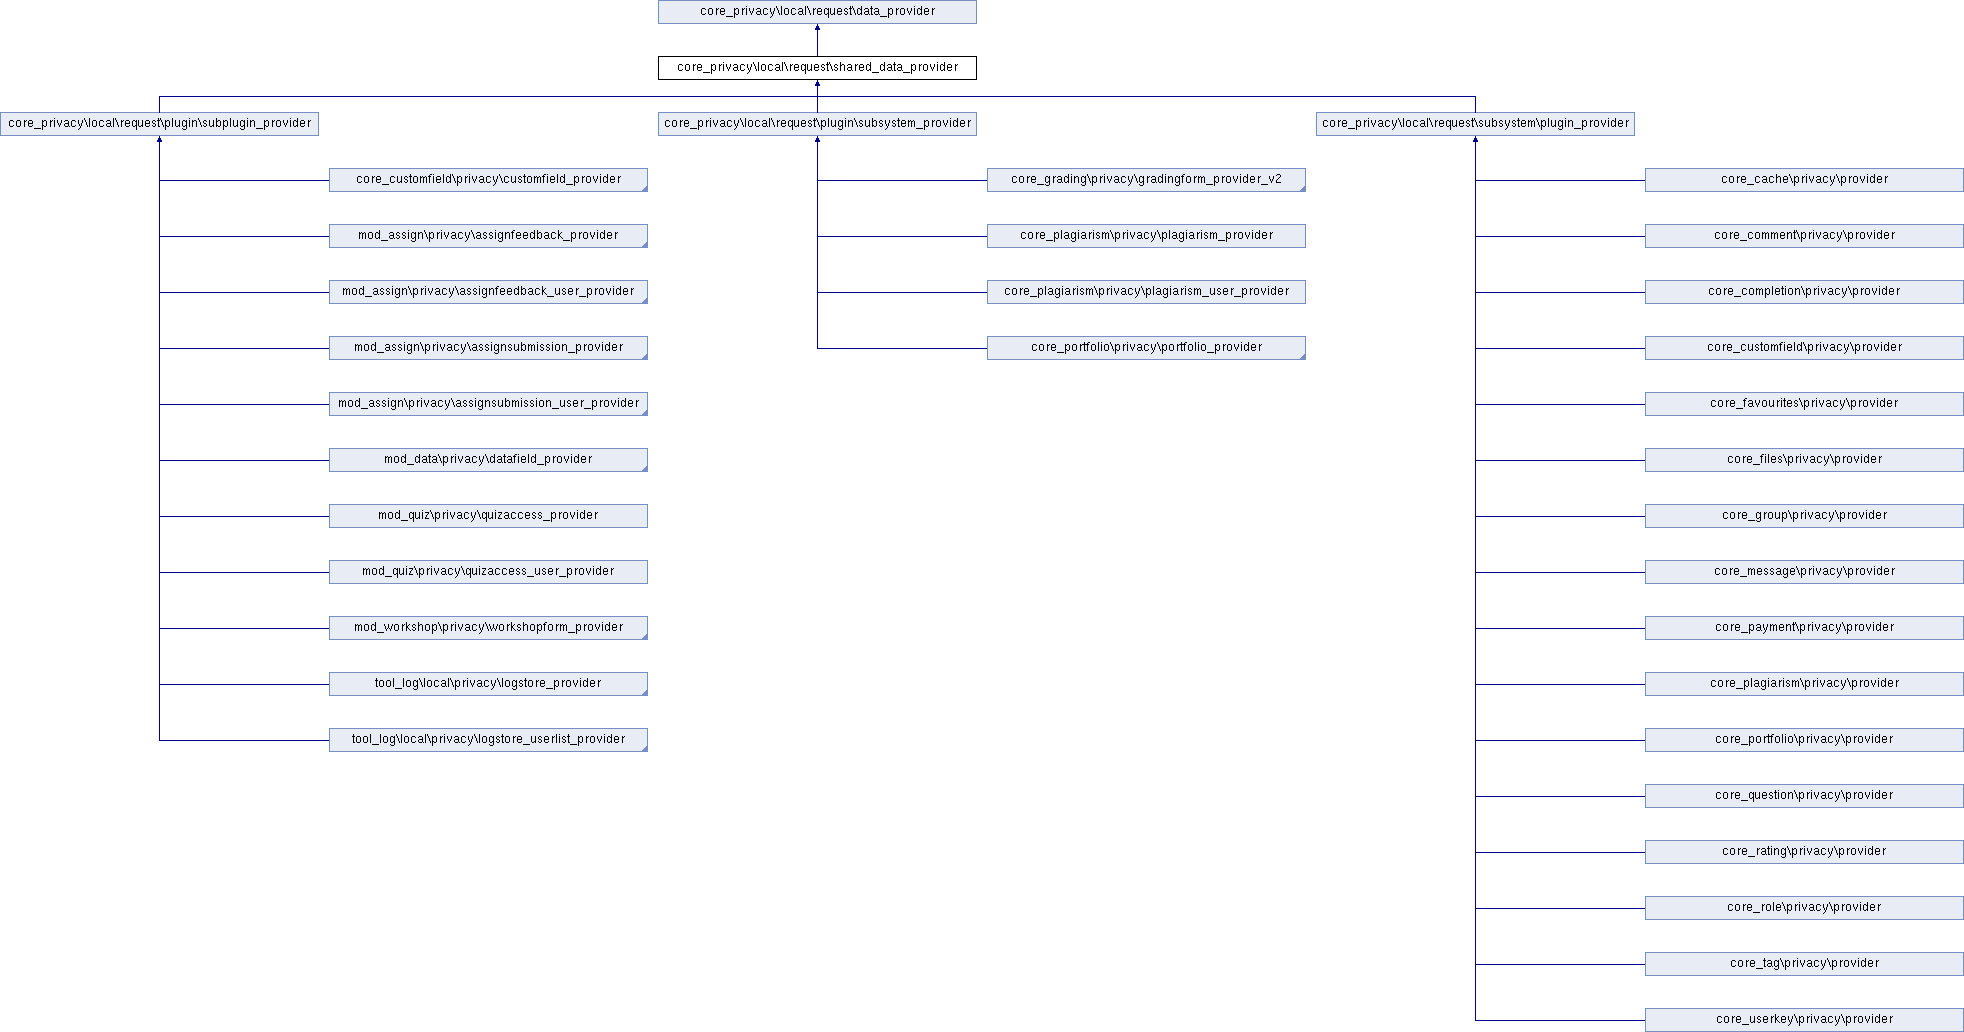 core_privacy\local\request\data_provider
core_privacy\local\request\shared_data_provider
core_privacy\local\request\plugin\subplugin_provider
core_privacy\local\request\plugin\subsystem_provider
core_privacy\local\request\subsystem\plugin_provider
core_customfield\privacy\customfield_provider
mod_assign\privacy\assignfeedback_provider
mod_assign\privacy\assignfeedback_user_provider
mod_assign\privacy\assignsubmission_provider
mod_assign\privacy\assignsubmission_user_provider
mod_data\privacy\datafield_provider
mod_quiz\privacy\quizaccess_provider
mod_quiz\privacy\quizaccess_user_provider
mod_workshop\privacy\workshopform_provider
tool_log\local\privacy\logstore_provider
tool_log\local\privacy\logstore_userlist_provider
core_grading\privacy\gradingform_provider_v2
core_plagiarism\privacy\plagiarism_provider
core_plagiarism\privacy\plagiarism_user_provider
core_portfolio\privacy\portfolio_provider
core_cache\privacy\provider
core_comment\privacy\provider
core_completion\privacy\provider
core_customfield\privacy\provider
core_favourites\privacy\provider
core_files\privacy\provider
core_group\privacy\provider
core_message\privacy\provider
core_payment\privacy\provider
core_plagiarism\privacy\provider
core_portfolio\privacy\provider
core_question\privacy\provider
core_rating\privacy\provider
core_role\privacy\provider
core_tag\privacy\provider
core_userkey\privacy\provider